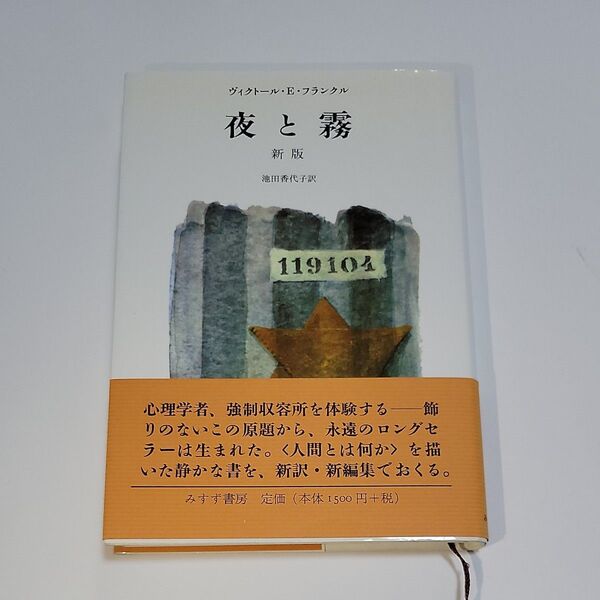 ヴィクトール・E・フランクル
夜と霧
新版
池田香代子訳
119104
心理学者、強制収容所を体験する――飾
りのないこの原題から、永遠のロングセ
ラーは生まれた。〈人間とは何か〉を描
いた静かな書を、新訳・新編集でおくる。
みすず書房 定価（本体1500円＋税）